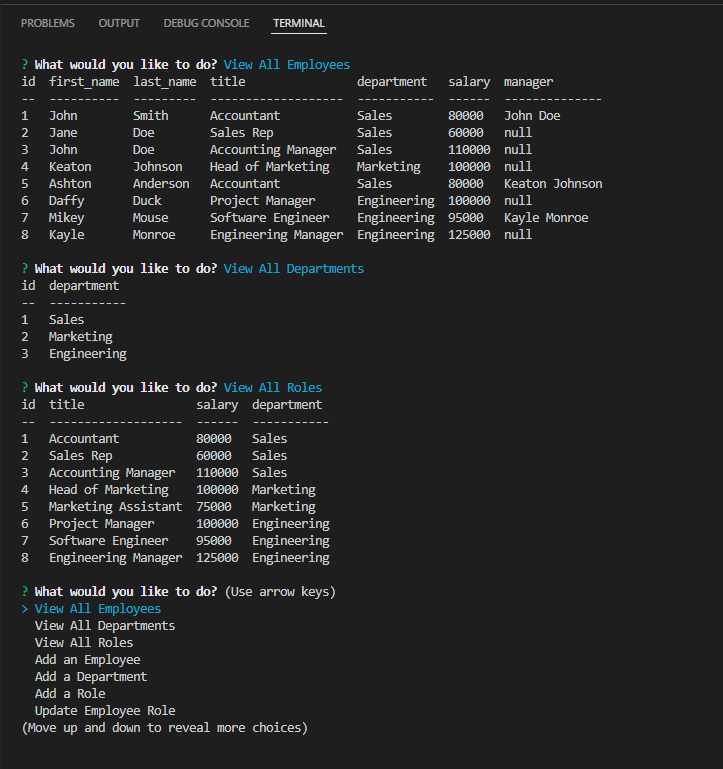 PROBLEMS OUTPUT DEBUG CONSOLE TERMINAL
? What would you like to do? View All Employees
id  first_name  last_name  title                department   salary  manager
--  ----------  ---------  -------------------  -----------  ------  --------------
1   John        Smith      Accountant           Sales        80000   John Doe
2   Jane        Doe        Sales Rep            Sales        60000   null
3   John        Doe        Accounting Manager   Sales        110000  null
4   Keaton      Johnson    Head of Marketing    Marketing    100000  null
5   Ashton      Anderson   Accountant           Sales        80000   Keaton Johnson
6   Daffy       Duck       Project Manager      Engineering  100000  null
7   Mikey       Mouse      Software Engineer    Engineering  95000   Kayle Monroe
8   Kayle       Monroe     Engineering Manager  Engineering  125000  null
? What would you like to do? View All Departments
id  department
--  -----------
1   Sales
2   Marketing
3   Engineering
? What would you like to do? View All Roles
id  title                salary  department
--  -------------------  ------  -----------
1   Accountant           80000   Sales
2   Sales Rep            60000   Sales
3   Accounting Manager   110000  Sales
4   Head of Marketing    100000  Marketing
5   Marketing Assistant  75000   Marketing
6   Project Manager      100000  Engineering
7   Software Engineer    95000   Engineering
8   Engineering Manager  125000  Engineering
? What would you like to do? (Use arrow keys)
> View All Employees
  View All Departments
  View All Roles
  Add an Employee
  Add a Department
  Add a Role
  Update Employee Role
(Move up and down to reveal more choices)